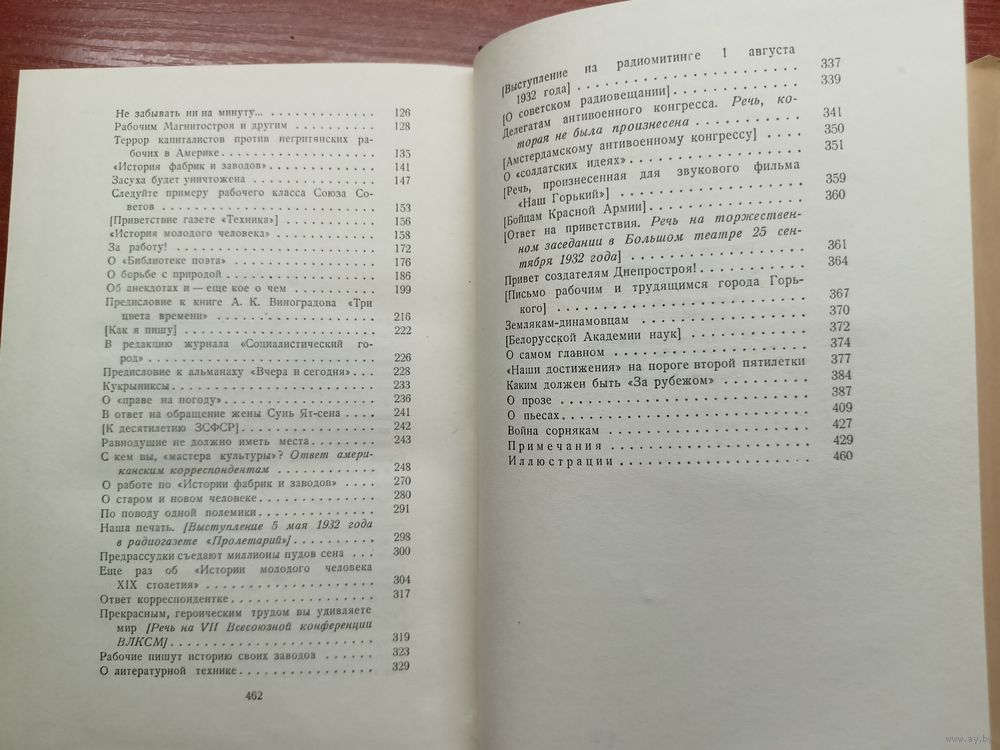 Не забывать ни на минуту... . . . . . . . . . . . . . 126
Рабочим Магнитостроя и другим . . . . . . . . . . 128
Террор капиталистов против негритянских ра-
бочих в Америке . . . . . . . . . . . . . . . . . 135
«История фабрик и заводов» . . . . . . . . . . . . 141
Засуха будет уничтожена . . . . . . . . . . . . . . 147
Следуйте примеру рабочего класса Союза Со-
ветов . . . . . . . . . . . . . . . . . . . . . . . 153
[Приветствие газете «Техника»] . . . . . . . . . . 156
«История молодого человека» . . . . . . . . . . . . 158
За работу! . . . . . . . . . . . . . . . . . . . . . 172
О «Библиотеке поэта» . . . . . . . . . . . . . . . . 176
О борьбе с природой . . . . . . . . . . . . . . . . 186
Об анекдотах и — еще кое о чем . . . . . . . . . . 199
Предисловие к книге А. К. Виноградова «Три
цвета времени» . . . . . . . . . . . . . . . . . . 216
[Как я пишу] . . . . . . . . . . . . . . . . . . . . 222
В редакцию журнала «Социалистический го-
род» . . . . . . . . . . . . . . . . . . . . . . . . 226
Предисловие к альманаху «Вчера и сегодня» . . . 228
Кукрыниксы . . . . . . . . . . . . . . . . . . . . . 233
О «праве на погоду» . . . . . . . . . . . . . . . . 236
В ответ на обращение жены Сунь Ят-сена . . . . 241
[К десятилетию ЗСФСР] . . . . . . . . . . . . . . . 242
Равнодушие не должно иметь места . . . . . . . . . 243
С кем вы, «мастера культуры»? Ответ амери-
канским корреспондентам . . . . . . . . . . . . 248
О работе по «Истории фабрик и заводов» . . . . 270
О старом и новом человеке . . . . . . . . . . . . . 280
По поводу одной полемики . . . . . . . . . . . . . 291
Наша печать. [Выступление 5 мая 1932 года
в радиогазете «Пролетарий»] . . . . . . . . . . . 298
Предрассудки съедают миллионы пудов сена . . . 300
Еще раз об «Истории молодого человека
XIX столетия» . . . . . . . . . . . . . . . . . . 304
Ответ корреспондентке . . . . . . . . . . . . . . . 317
Прекрасным, героическим трудом вы удивляете
мир [Речь на VII Всесоюзной конференции
ВЛКСМ] . . . . . . . . . . . . . . . . . . . . . . 319
Рабочие пишут историю своих заводов . . . . . . 323
О литературной технике . . . . . . . . . . . . . . . 329
462
[Выступление на радиомитинге 1 августа
1932 года] . . . . . . . . . . . . . . . . . . . . 337
[О советском радиовещании] . . . . . . . . . . . . 339
Делегатам антивоенного конгресса. Речь, ко-
торая не была произнесена . . . . . . . . . . . 341
[Амстердамскому антивоенному конгрессу] . . . . 350
О «солдатских идеях» . . . . . . . . . . . . . . . . 351
[Речь, произнесенная для звукового фильма
«Наш Горький»] . . . . . . . . . . . . . . . . . 359
[Бойцам Красной Армии] . . . . . . . . . . . . . . 360
[Ответ на приветствия. Речь на торжествен-
ном заседании в Большом театре 25 сен-
тября 1932 года] . . . . . . . . . . . . . . . . . 361
Привет создателям Днепростроя! . . . . . . . . . . 364
[Письмо рабочим и трудящимся города Горь-
кого] . . . . . . . . . . . . . . . . . . . . . . . 367
Землякам-динамовцам . . . . . . . . . . . . . . . . 370
[Белорусской Академии наук] . . . . . . . . . . . . 372
О самом главном . . . . . . . . . . . . . . . . . . 374
«Наши достижения» на пороге второй пятилетки 377
Каким должен быть «За рубежом» . . . . . . . . 384
О прозе . . . . . . . . . . . . . . . . . . . . . . . 387
О пьесах . . . . . . . . . . . . . . . . . . . . . . 409
Война сорнякам . . . . . . . . . . . . . . . . . . . 427
Примечания . . . . . . . . . . . . . . . . . . . . . 429
Иллюстрации . . . . . . . . . . . . . . . . . . . . 460
www.ay.by